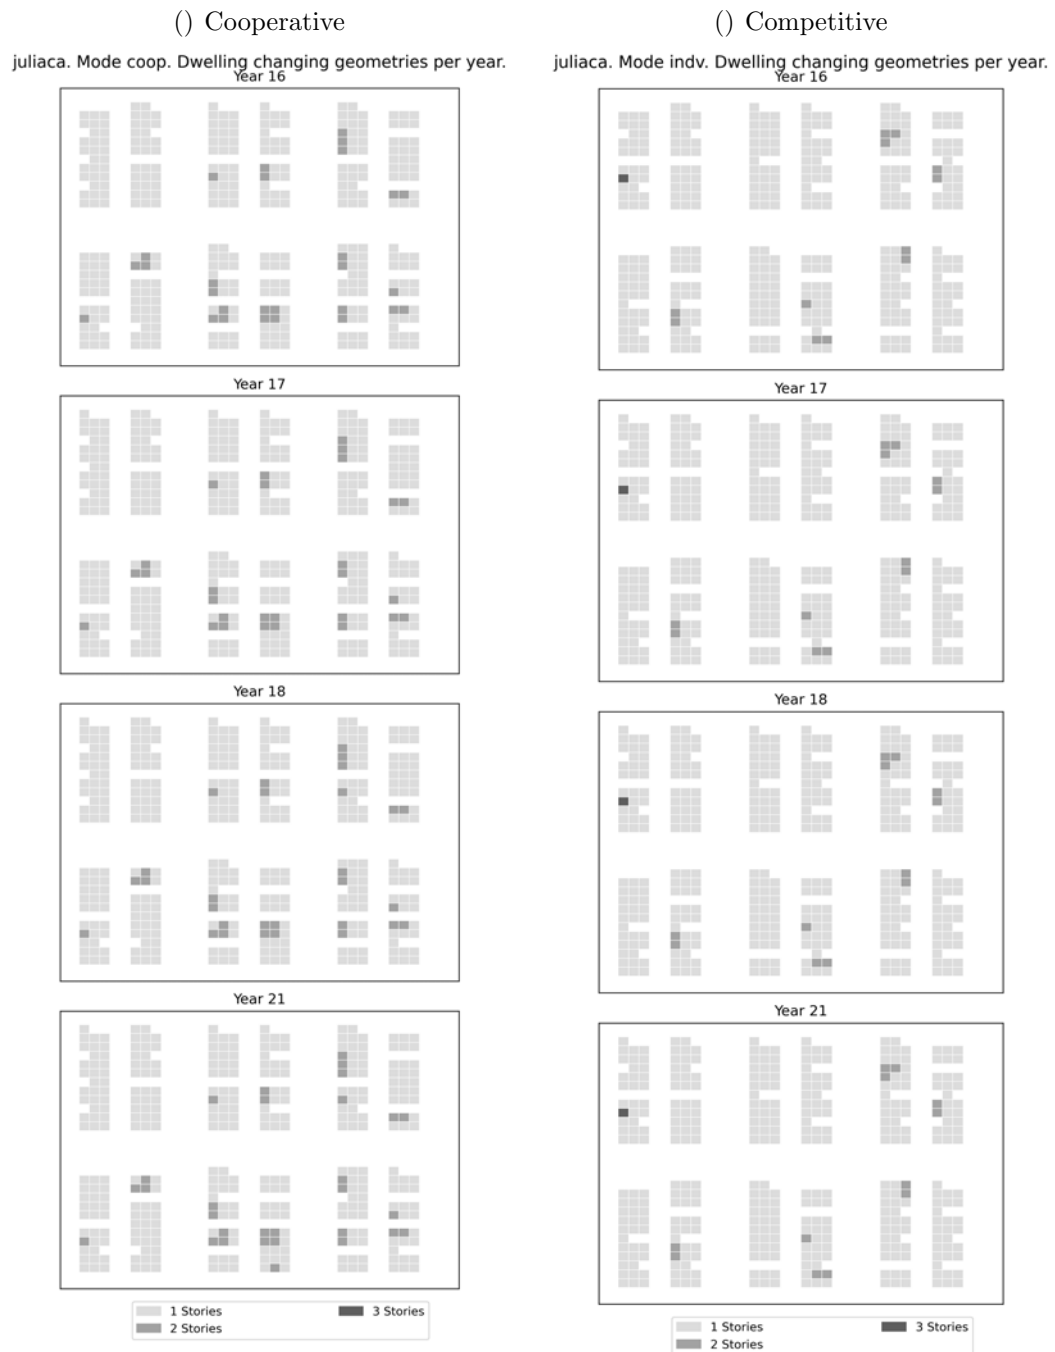 () Cooperative
juliaca. Mode coop. Dwelling changing geometries per year.
Year 16
Year 17
Year 18
Year 21
1 Stories
2 Stories
3 Stories
() Competitive
juliaca. Mode indv. Dwelling changing geometries per year.
Year 16
Year 17
Year 18
Year 21
1 Stories
2 Stories
3 Stories